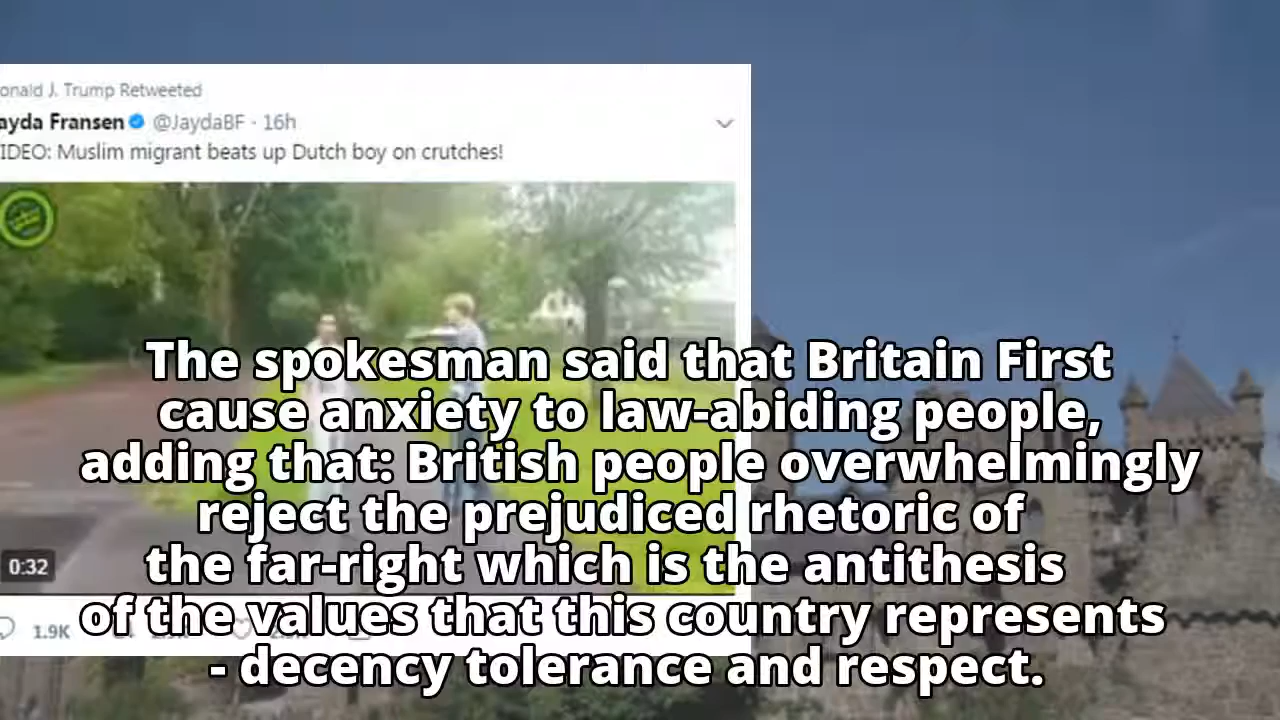 onald J. Trump Retweeted
ayda Fransen @JaydaBF · 16h
IDEO: Muslim migrant beats up Dutch boy on crutches!
The spokesman said that Britain First
cause anxiety to law-abiding people,
adding that: British people overwhelmingly
reject the prejudiced rhetoric of
the far-right which is the antithesis
0:32
of the values that this country represents
1.9K
- decency tolerance and respect.